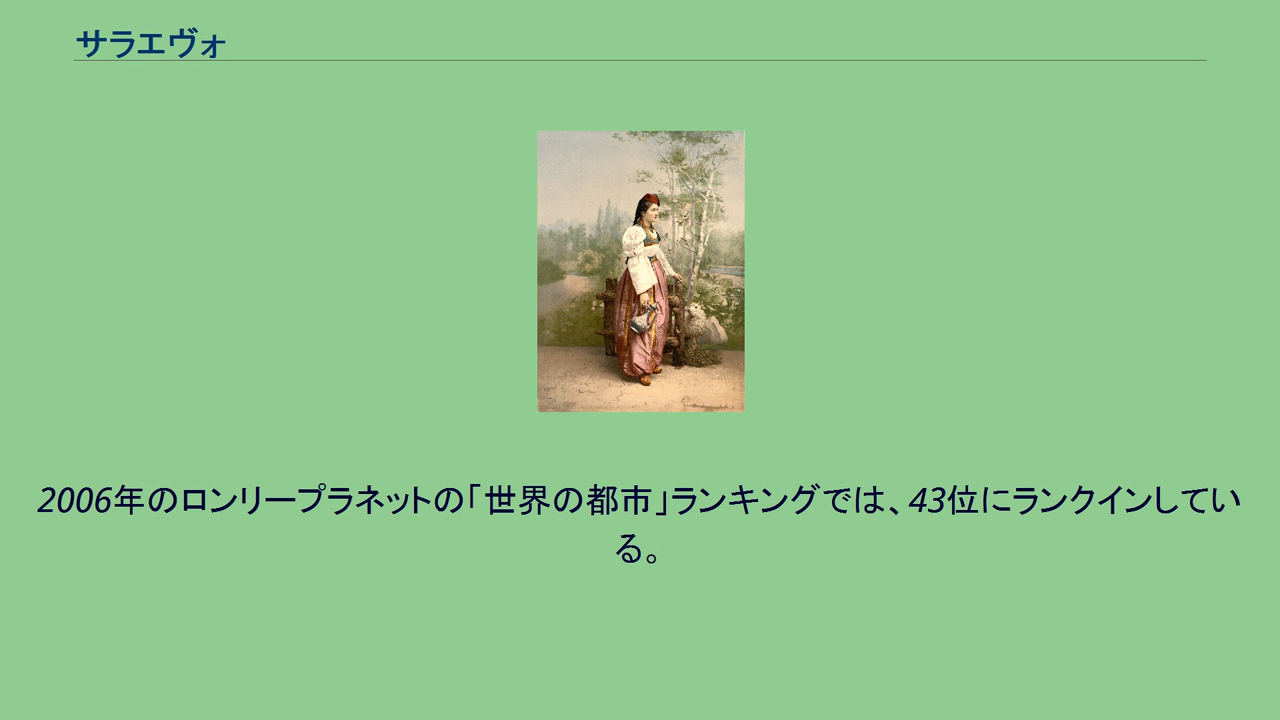 サラエヴォ
2006年のロンリープラネットの「世界の都市」ランキングでは、43位にランクインしてい
る。